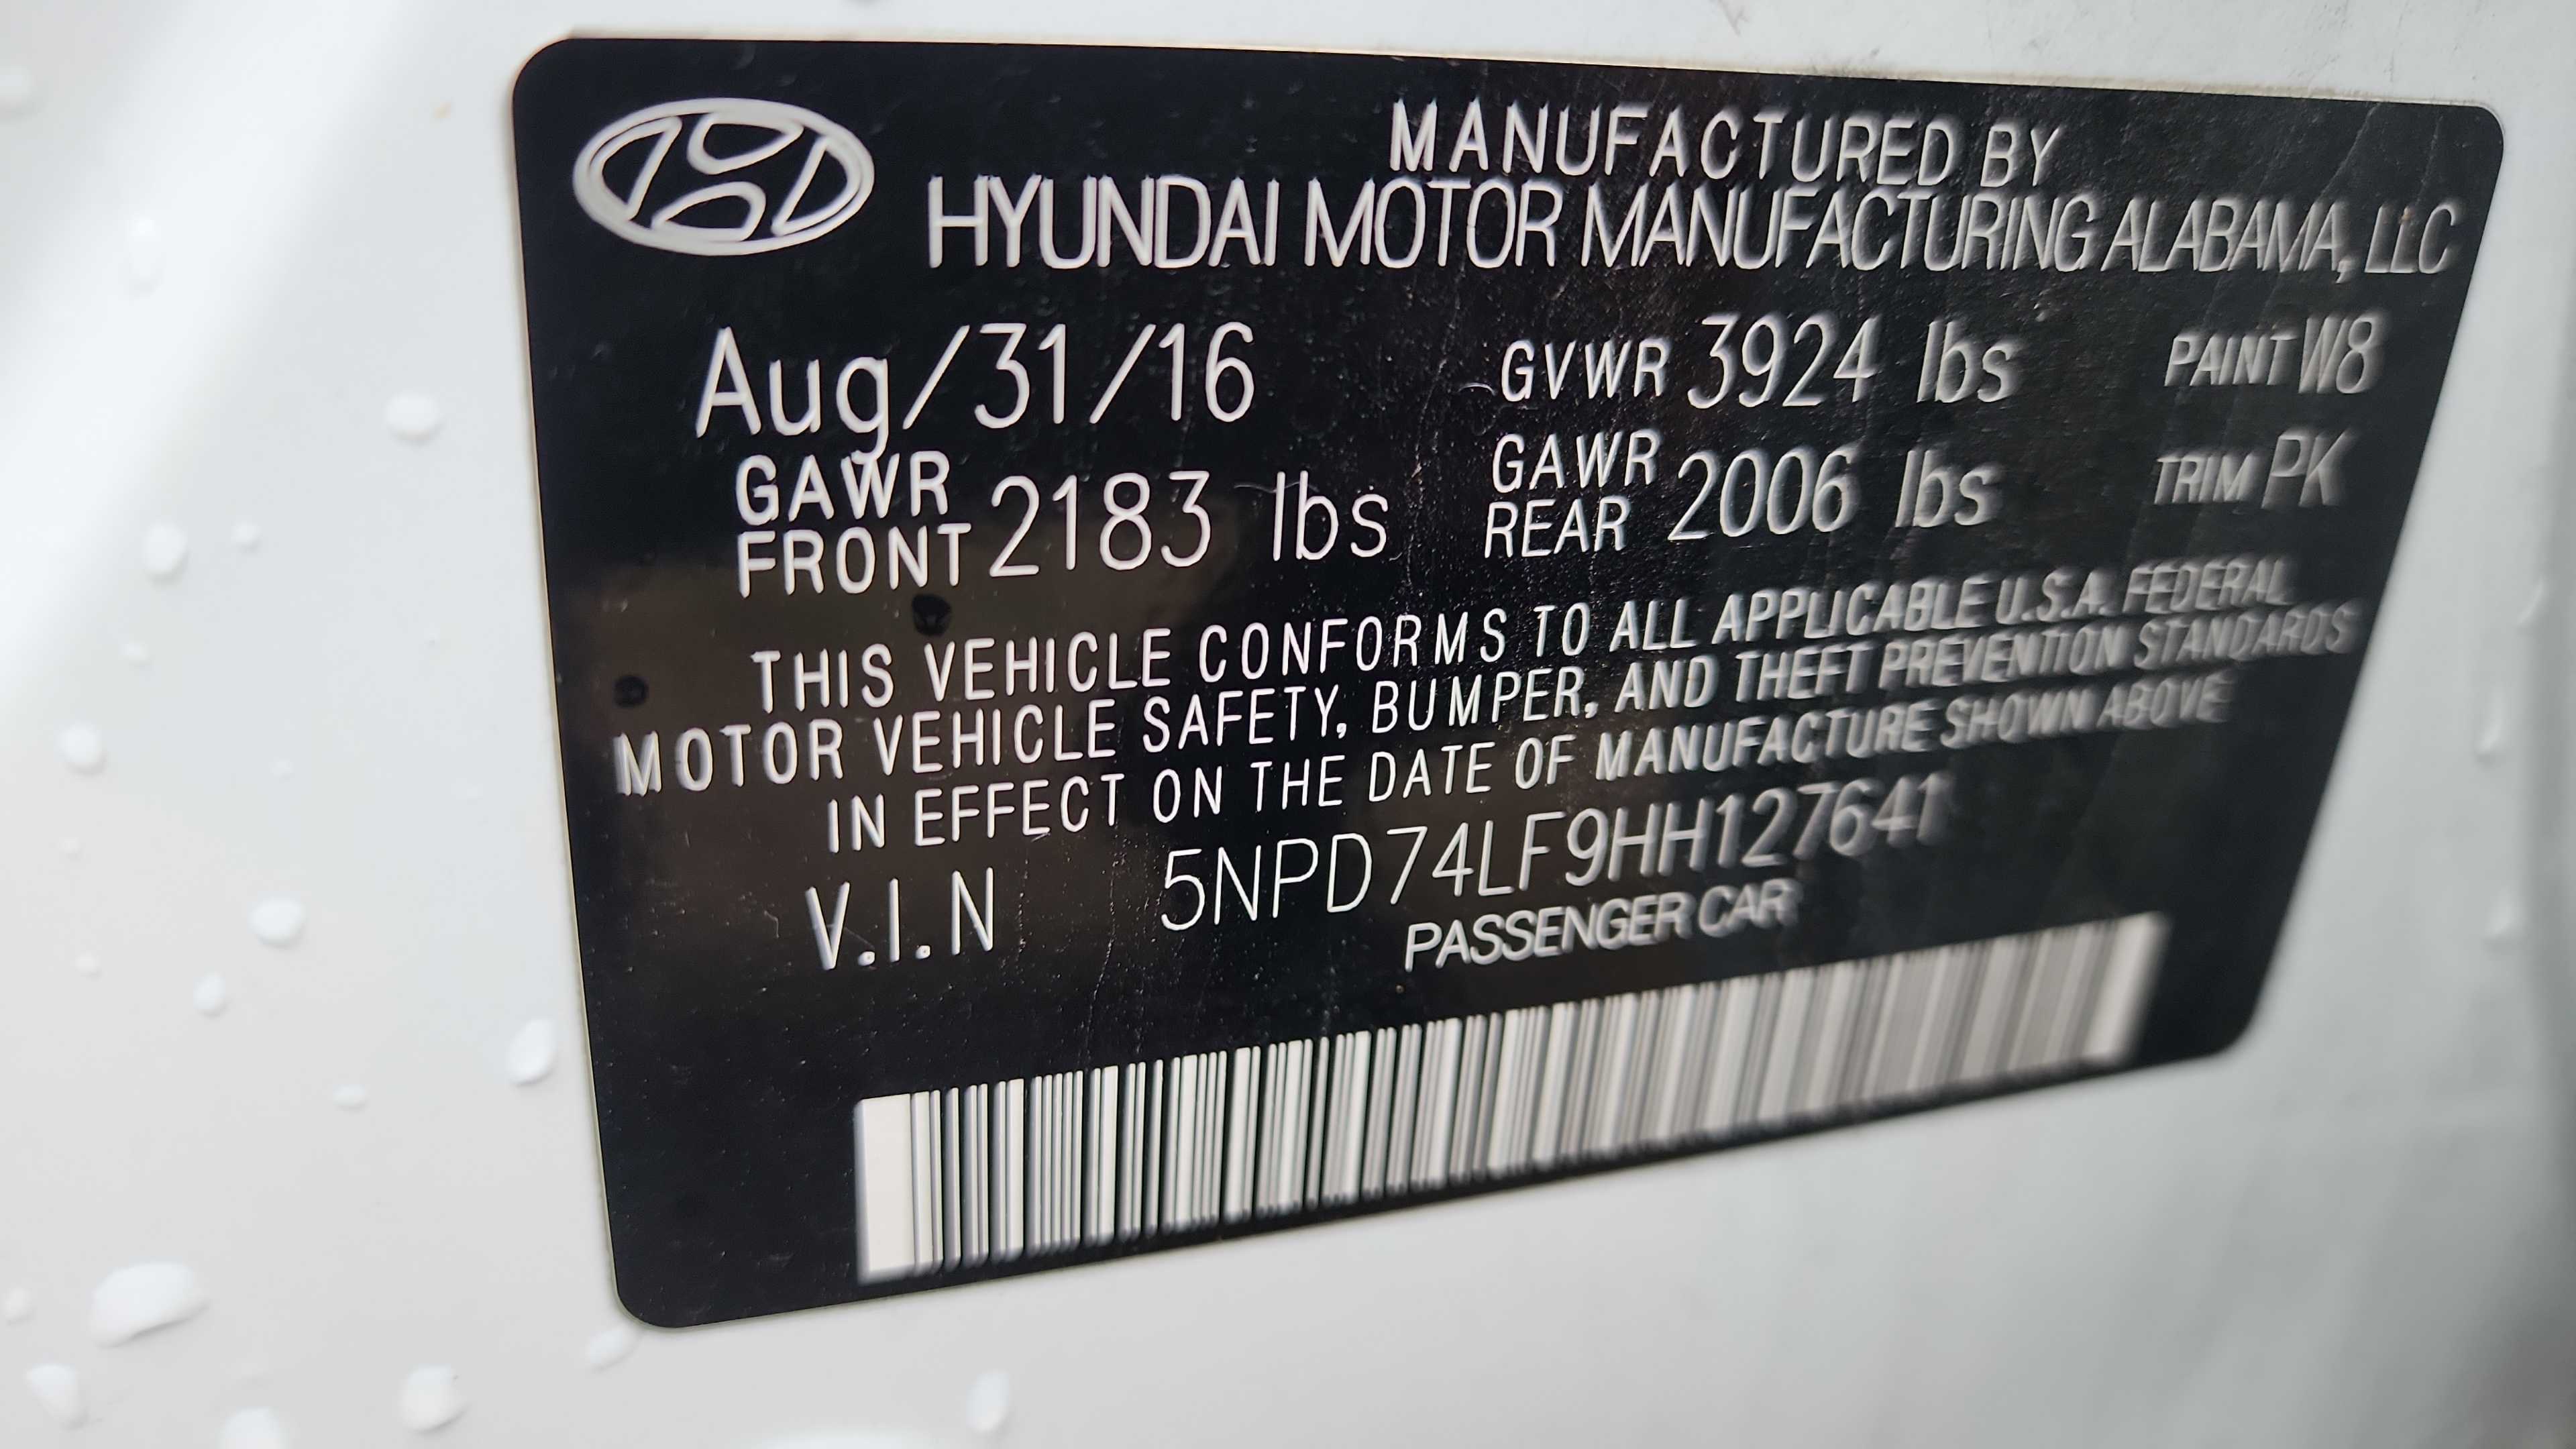 MANUFACTURED BY
HYUNDAI MOTOR MANUFACTURING ALABAMA, LLC
Aug/31/16 GVWR 3924 lbs PAINT W8
GAWR FRONT 2183 lbs GAWR REAR 2006 lbs TRIM PK
THIS VEHICLE CONFORMS TO ALL APPLICABLE U.S.A. FEDERAL
MOTOR VEHICLE SAFETY, BUMPER, AND THEFT PREVENTION STANDARDS
IN EFFECT ON THE DATE OF MANUFACTURE SHOWN ABOVE
V.I.N 5NPD74LF9HH127641
PASSENGER CAR